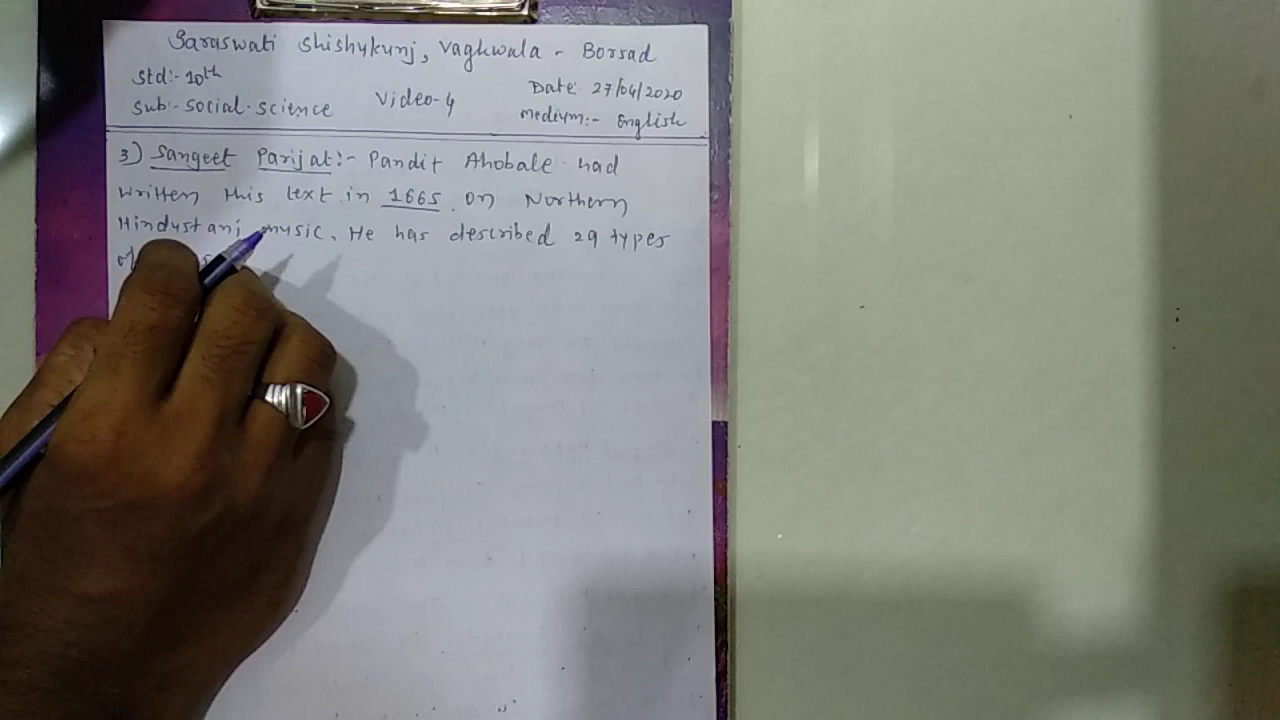 Saraswati Shishukunj, Vaghwala - Borsad
Std:- 10th
Date: 27/04/2020
Sub:- Social. Science
Video-4
Medium:- English
3) Sangeet Parijat:- Pandit Ahobale had
written this text in 1665 on Northern
Hindustani music. He has described 29 types
of